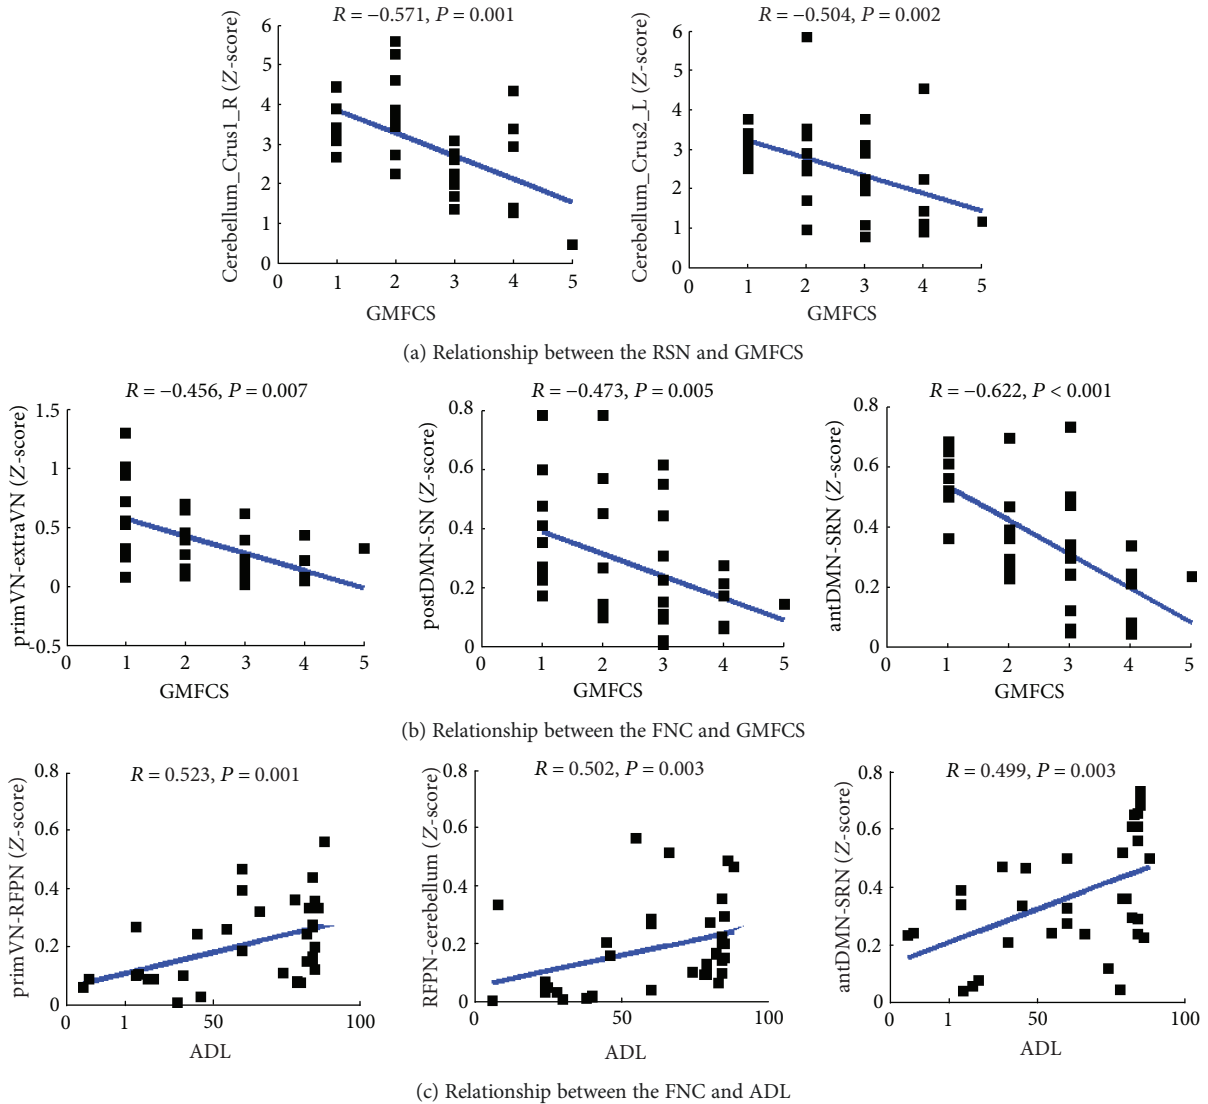 R = −0.571, P = 0.001
R = −0.504, P = 0.002
Cerebellum_Crus1_R (Z-score)
6
5
4
3
2
1
0
0 1 2 3 4 5
GMFCS
Cerebellum_Crus2_L (Z-score)
6
5
4
3
2
1
0
0 1 2 3 4 5
GMFCS
(a) Relationship between the RSN and GMFCS
R = −0.456, P = 0.007
R = −0.473, P = 0.005
R = −0.622, P < 0.001
primVN-extraVN (Z-score)
1.5
1
0.5
0
-0.5
0 1 2 3 4 5
GMFCS
postDMN-SN (Z-score)
0.8
0.6
0.4
0.2
0
0 1 2 3 4 5
GMFCS
antDMN-SRN (Z-score)
0.8
0.6
0.4
0.2
0
0 1 2 3 4 5
GMFCS
(b) Relationship between the FNC and GMFCS
R = 0.523, P = 0.001
R = 0.502, P = 0.003
R = 0.499, P = 0.003
primVN-RFPN (Z-score)
0.8
0.6
0.4
0.2
0
0 1 50 100
ADL
RFPN-cerebellum (Z-score)
0.8
0.6
0.4
0.2
0
0 50 100
ADL
antDMN-SRN (Z-score)
0.8
0.6
0.4
0.2
0
0 1 50 100
ADL
(c) Relationship between the FNC and ADL